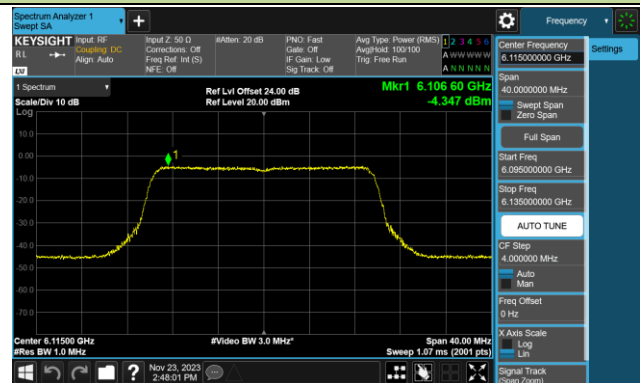 Spectrum Analyzer 1
Swept SA
Frequency
KEYSIGHT
RL
LXI
Input: RF
Coupling: DC
Align: Auto
Input Z: 50 Ω
Corrections: Off
Freq Ref: Int (S)
NFE: Off
#Atten: 20 dB
PNO: Fast
Gate: Off
IF Gain: Low
Sig Track: Off
Avg Type: Power (RMS)
Avg|Hold: 100/100
Trig: Free Run
1 2 3 4 5 6
A W W W W W
A N N N N N
1 Spectrum
Scale/Div 10 dB
Log
Ref Lvl Offset 24.00 dB
Ref Level 20.00 dBm
Mkr1 6.106 60 GHz
-4.347 dBm
10.0
0.00
-10.0
-20.0
-30.0
-40.0
-50.0
-60.0
-70.0
1
Center 6.11500 GHz
#Res BW 1.0 MHz
#Video BW 3.0 MHz*
Span 40.00 MHz
Sweep 1.07 ms (2001 pts)
?
Nov 23, 2023
2:48:01 PM
Center Frequency
6.115000000 GHz
Settings
Span
40.0000000 MHz
Swept Span
Zero Span
Full Span
Start Freq
6.095000000 GHz
Stop Freq
6.135000000 GHz
AUTO TUNE
CF Step
4.000000 MHz
Auto
Man
Freq Offset
0 Hz
X Axis Scale
Log
Lin
Signal Track
(Span Zoom)